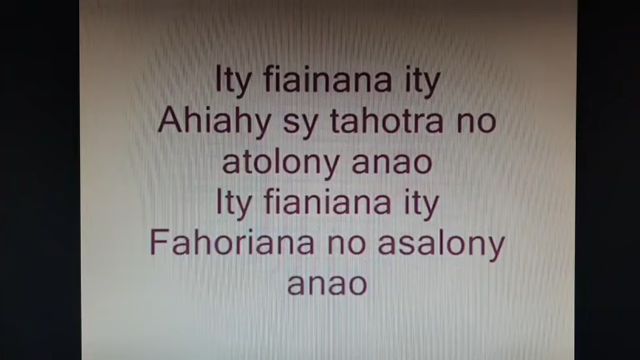 Ity fiainana ity
Ahiahy sy tahotra no
atolony anao
Ity fianiana ity
Fahoriana no asalony
anao